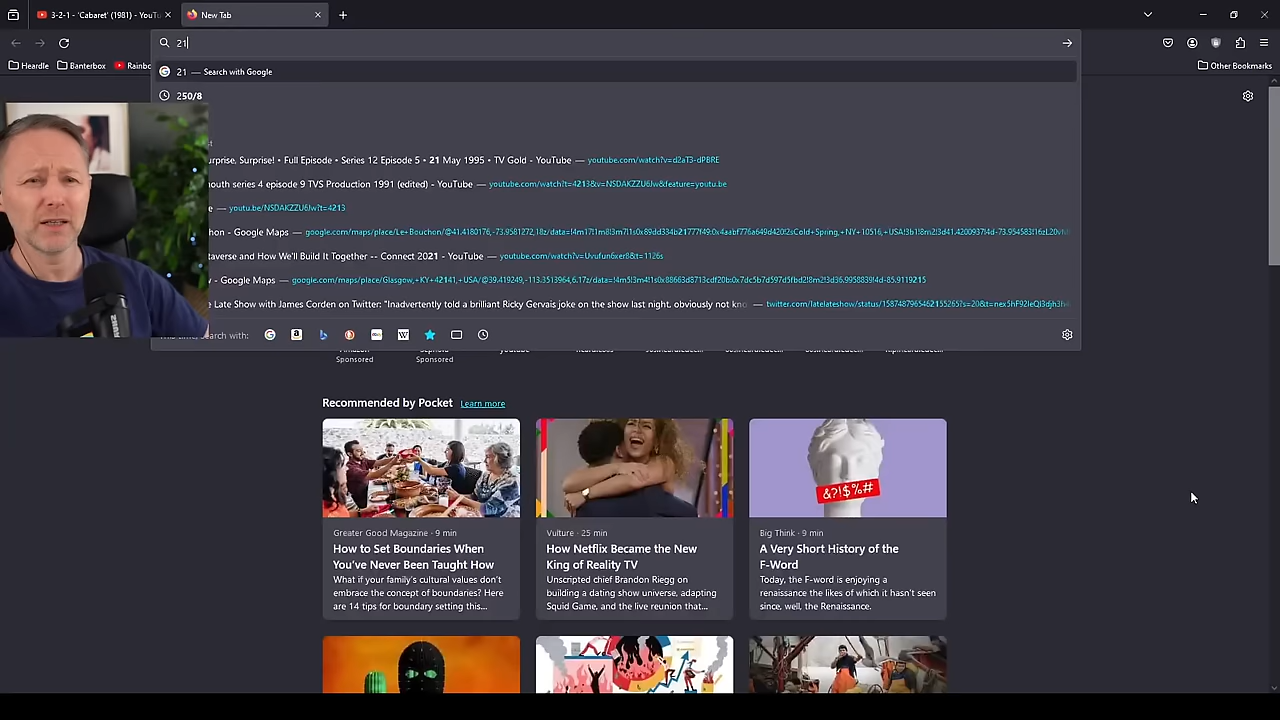 3-2-1 - 'Cabaret' (1981) - YouTu
New Tab
21
Heardle
Banterbox
Rainbo
Other Bookmarks
21 — Search with Google
250/8
urprise, Surprise! • Full Episode • Series 12 Episode 5 • 21 May 1995 • TV Gold - YouTube — youtube.com/watch?v=d2aT3-dPBRE
outh series 4 episode 9 TVS Production 1991 (edited) - YouTube — youtube.com/watch?t=4213&v=NSDAKZZU6Jw&feature=youtu.be
e — youtu.be/NSDAKZZU6Jw?t=4213
hon - Google Maps —
taverse and How We'll Build It Together -- Connect 2021 - YouTube — youtube.com/watch?v=Uvufun6xer8&t=1126s
y - Google Maps —
e Late Show with James Corden on Twitter: "Inadvertently told a brilliant Ricky Gervais joke on the show last night, obviously not kno —
search with:
Sponsored
Sponsored
Recommended by Pocket Learn more
&?!$%#
Greater Good Magazine · 9 min
How to Set Boundaries When
You've Never Been Taught How
What if your family's cultural values don't
embrace the concept of boundaries? Here
are 14 tips for boundary setting this...
Vulture · 25 min
How Netflix Became the New
King of Reality TV
Unscripted chief Brandon Riegg on
building a dating show universe, adapting
Squid Game, and the live reunion that...
Big Think · 9 min
A Very Short History of the
F-Word
Today, the F-word is enjoying a
renaissance the likes of which it hasn't seen
since, well, the Renaissance.